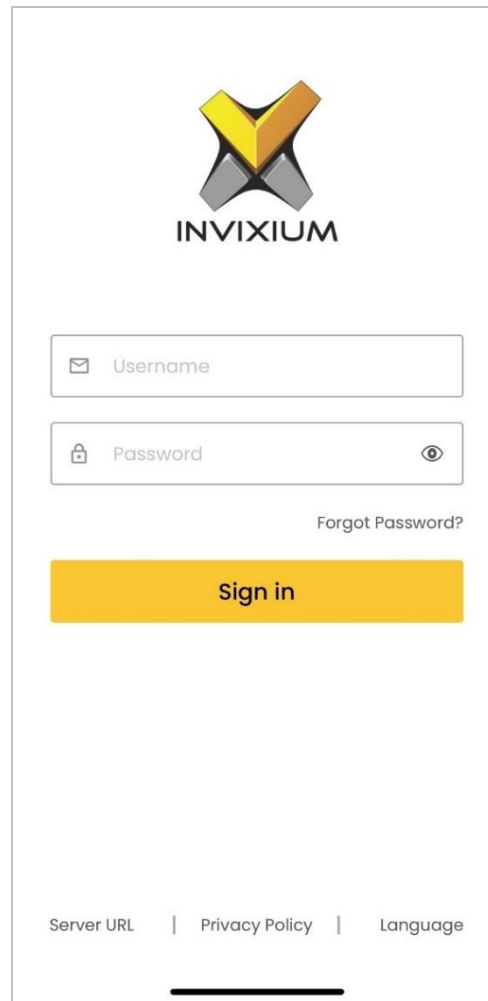 INVIXIUM
Username
Password
Forgot Password?
Sign in
Server URL | Privacy Policy | Language